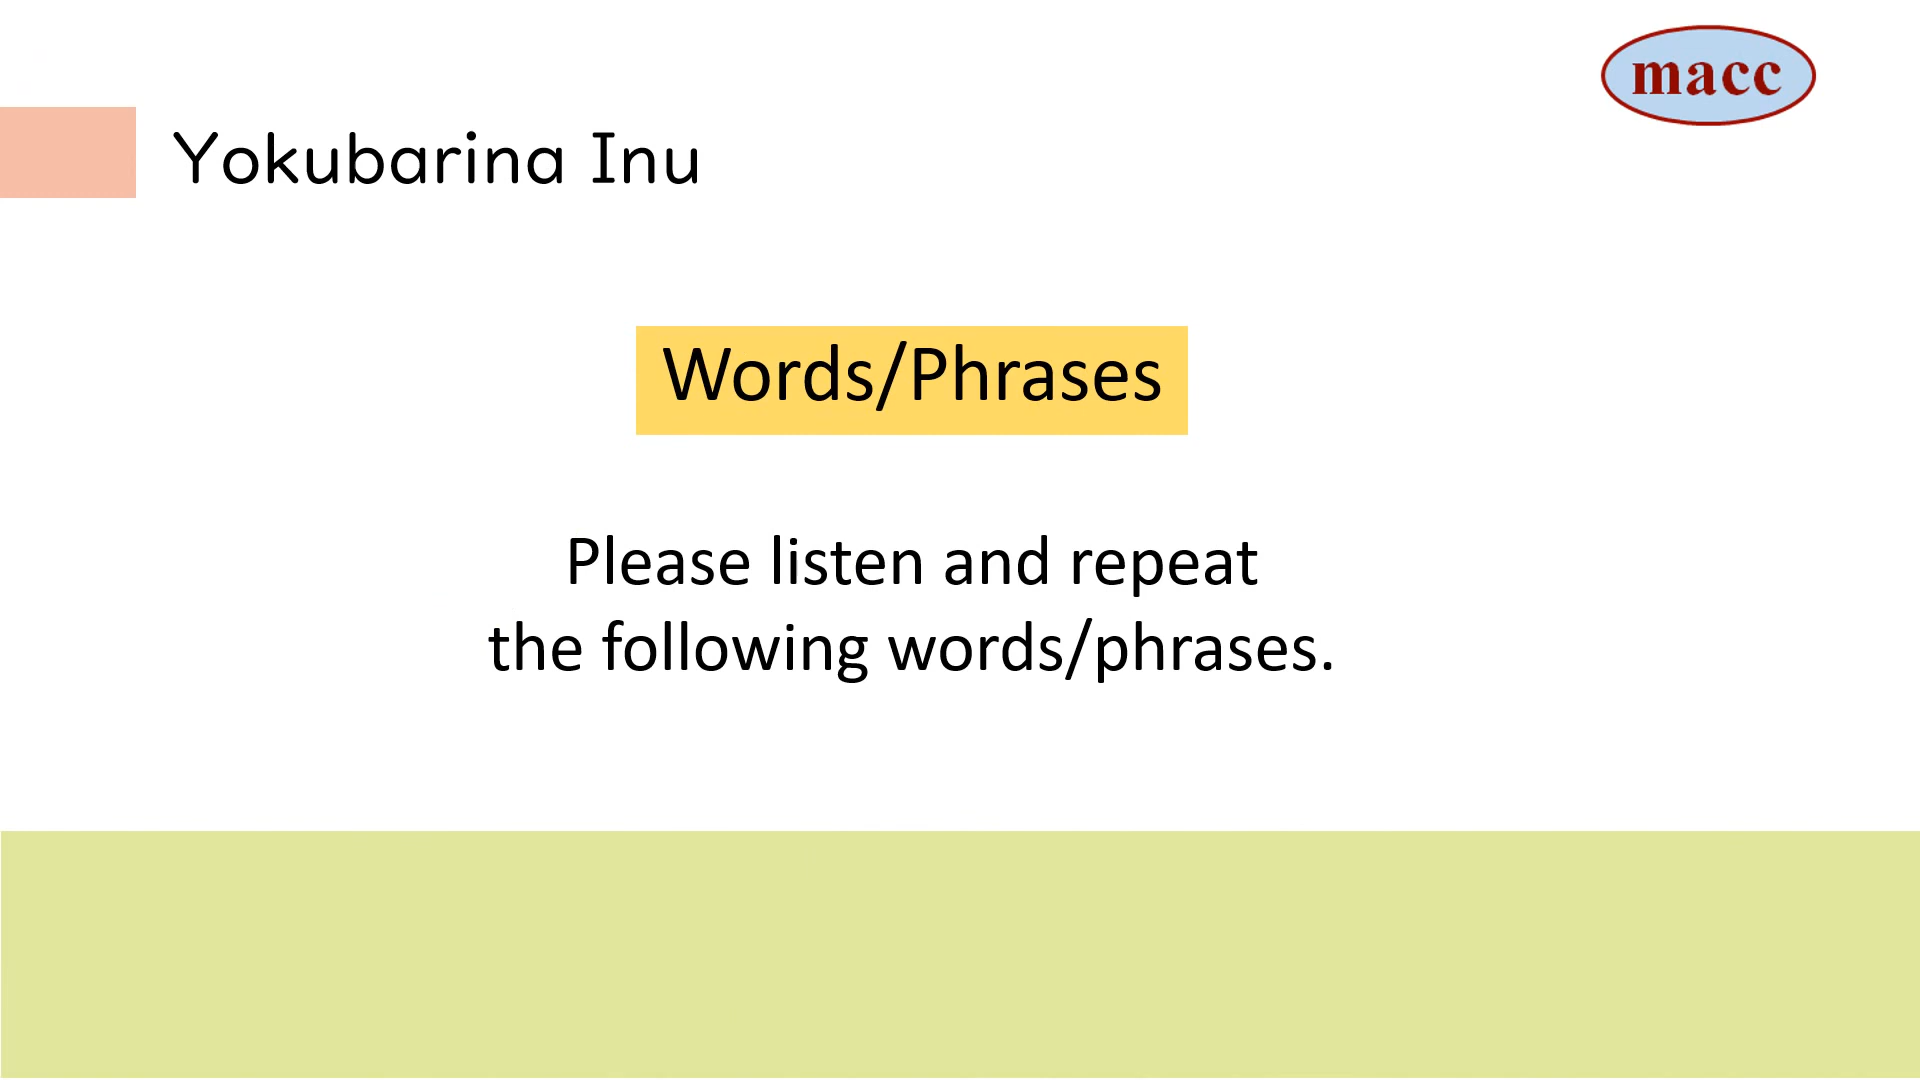 macc
Yokubarina Inu
Words/Phrases
Please listen and repeat
the following words/phrases.